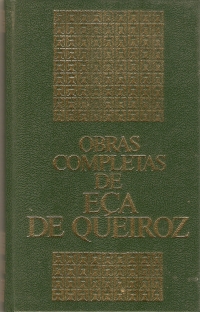 OBRAS
COMPLETAS
DE
EÇA
DE QUEIROZ